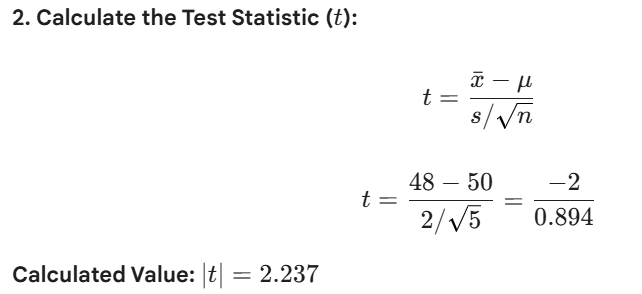 2. Calculate the Test Statistic (t):
t = x̄ − μ / s/√n
t = 48 − 50 / 2/√5 = −2 / 0.894
Calculated Value: |t| = 2.237